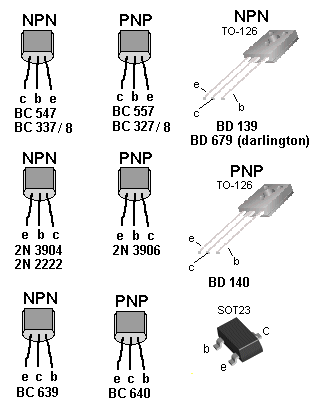 NPN
c b e
BC 547
BC 337/8
PNP
c b e
BC 557
BC 327/8
NPN
TO-126
e
c
b
BD 139
BD 679 (darlington)
NPN
e b c
2N 3904
2N 2222
PNP
e b c
2N 3906
PNP
TO-126
e
c
b
BD 140
NPN
e c b
BC 639
PNP
e c b
BC 640
SOT23
C
b
e